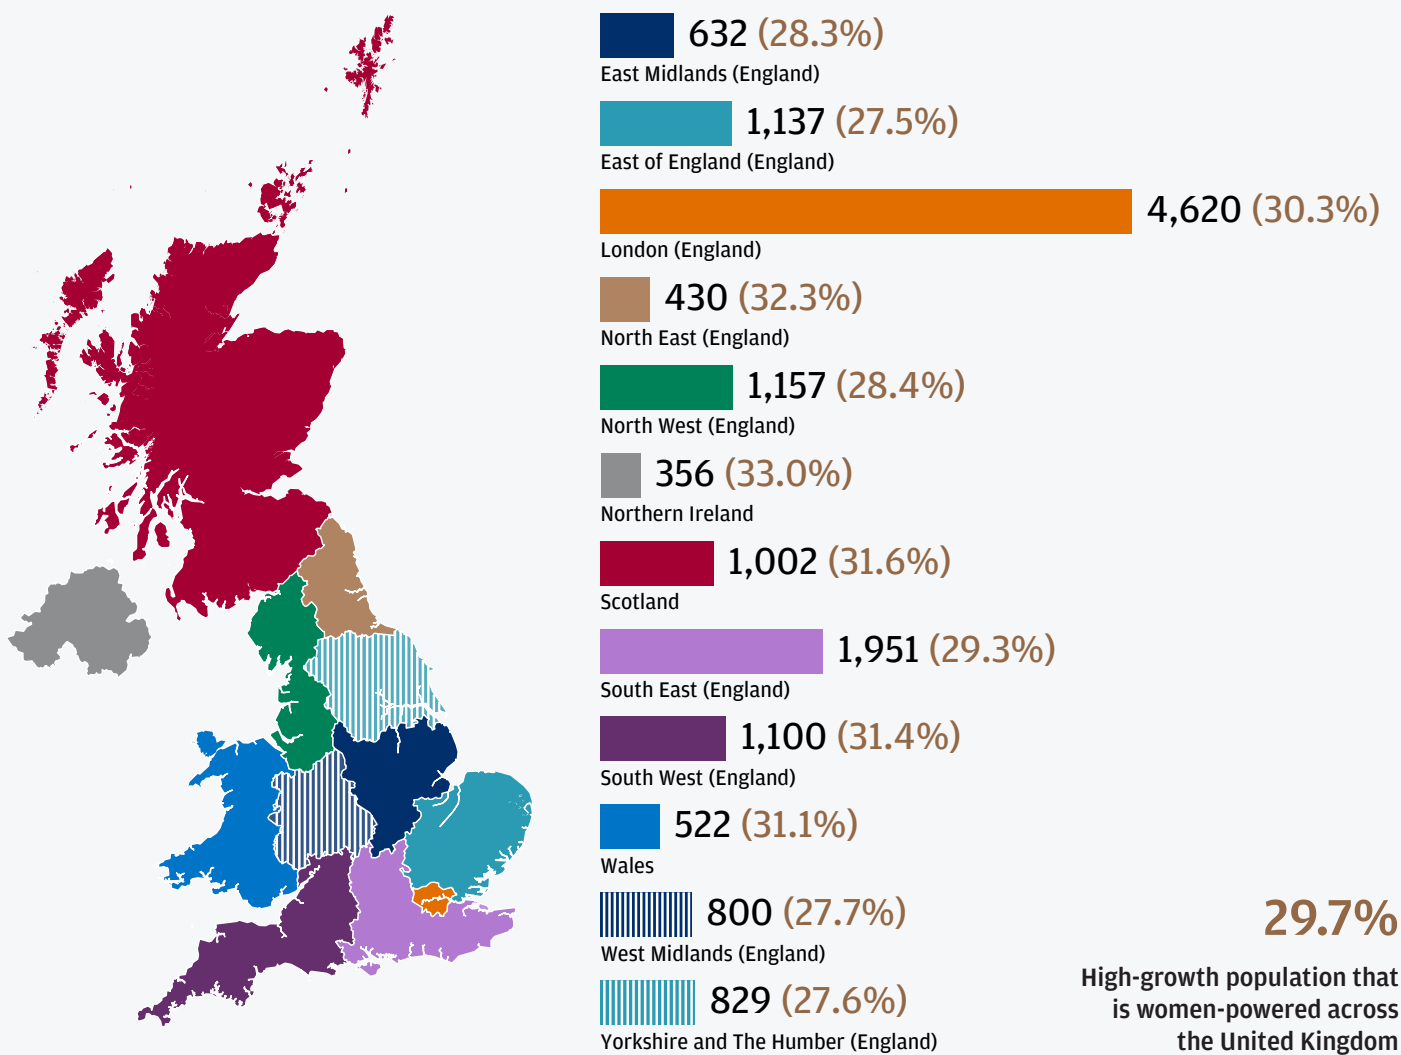 632 (28.3%)
East Midlands (England)
1,137 (27.5%)
East of England (England)
4,620 (30.3%)
London (England)
430 (32.3%)
North East (England)
1,157 (28.4%)
North West (England)
356 (33.0%)
Northern Ireland
1,002 (31.6%)
Scotland
1,951 (29.3%)
South East (England)
1,100 (31.4%)
South West (England)
522 (31.1%)
Wales
800 (27.7%)
West Midlands (England)
829 (27.6%)
Yorkshire and The Humber (England)
29.7%
High-growth population that
is women-powered across
the United Kingdom